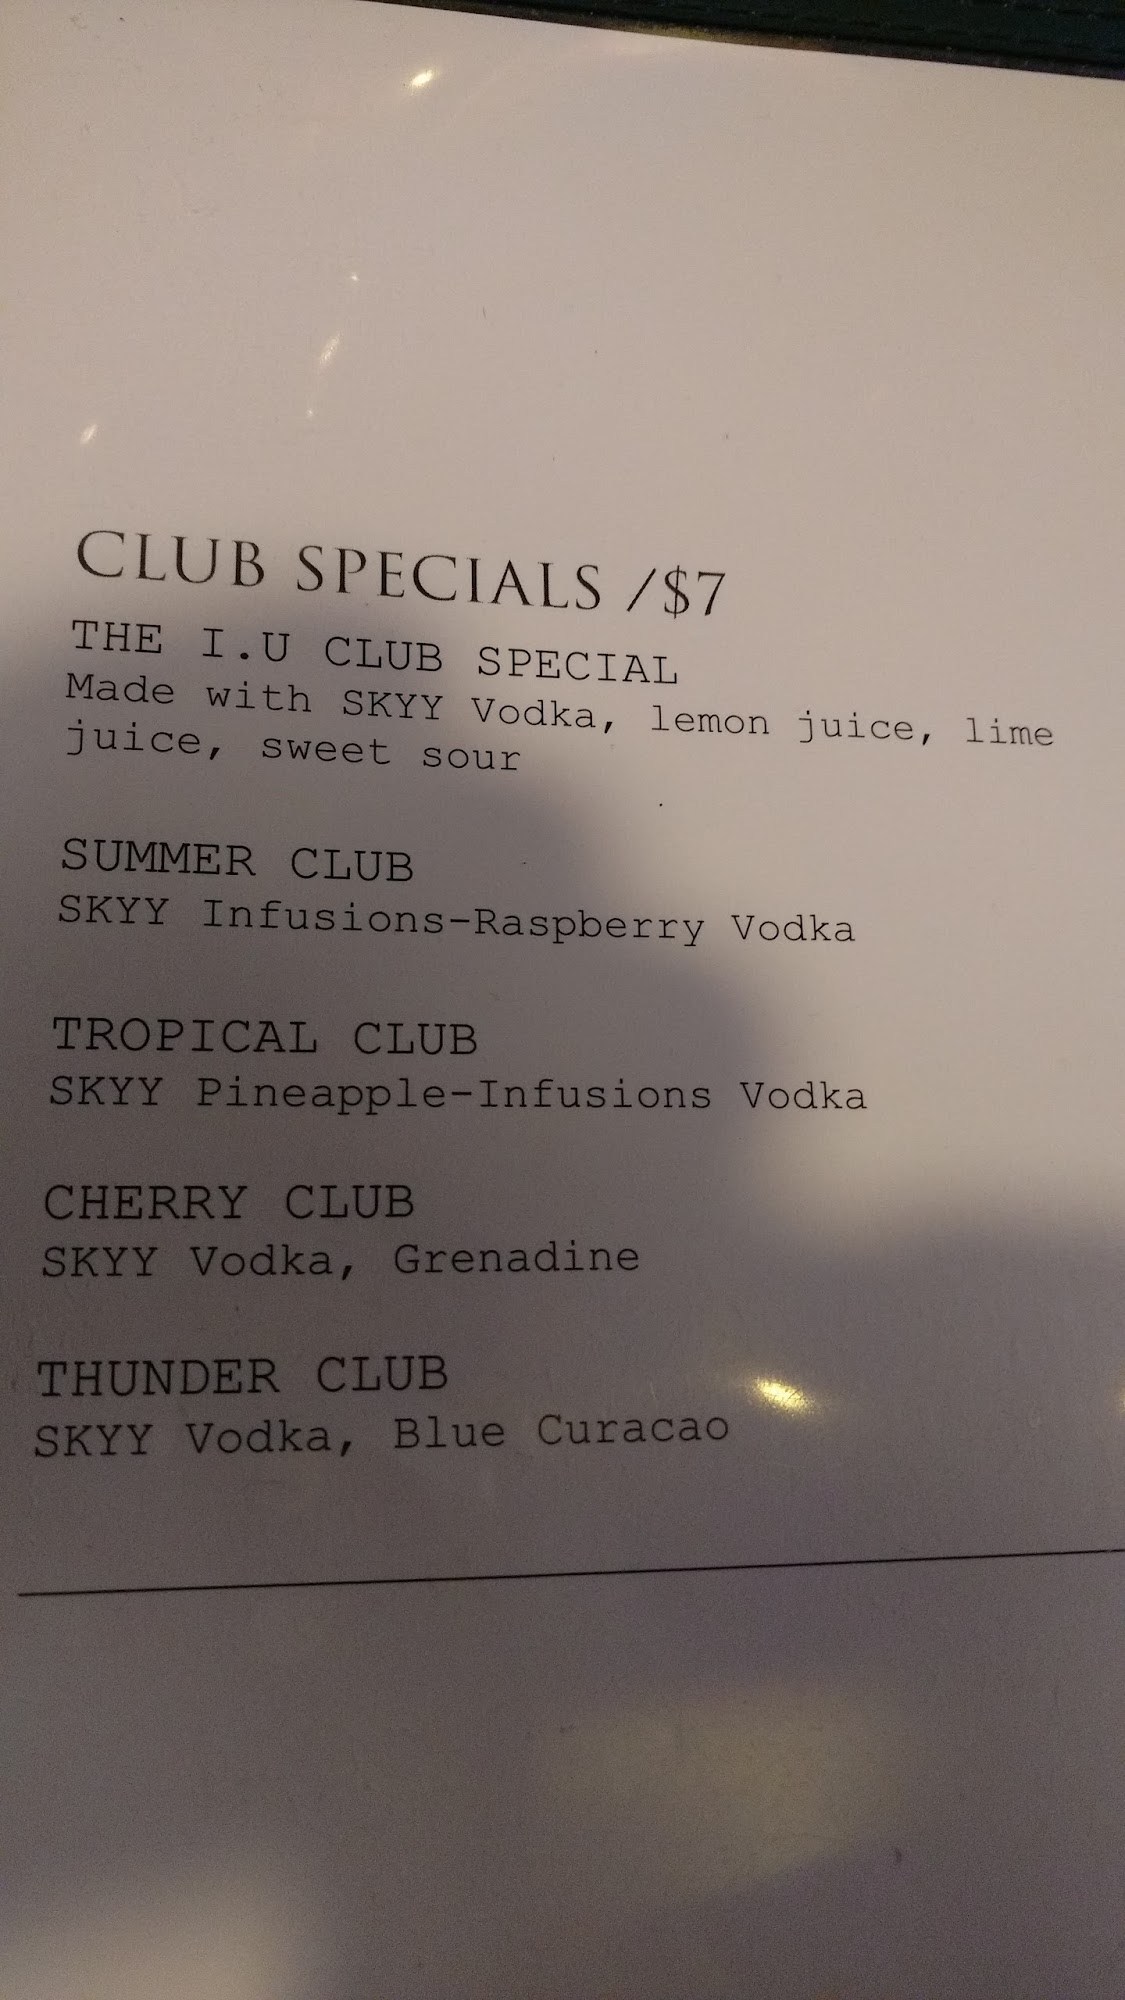 CLUB SPECIALS /$7
THE I.U CLUB SPECIAL
Made with SKYY Vodka, lemon juice, lime
juice, sweet sour
SUMMER CLUB
SKYY Infusions-Raspberry Vodka
TROPICAL CLUB
SKYY Pineapple-Infusions Vodka
CHERRY CLUB
SKYY Vodka, Grenadine
THUNDER CLUB
SKYY Vodka, Blue Curacao